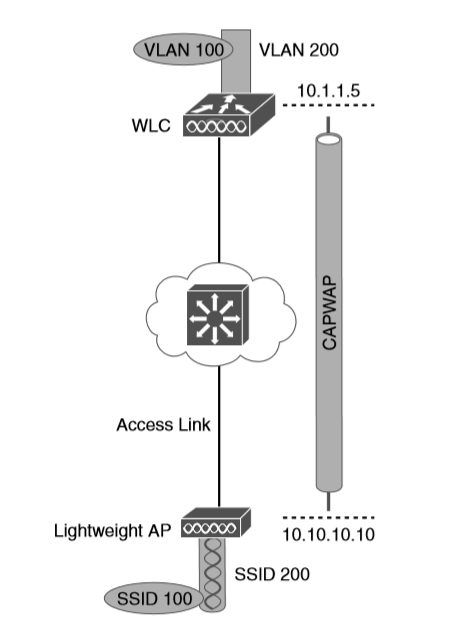 VLAN 100
VLAN 200
10.1.1.5
WLC
CAPWAP
Access Link
Lightweight AP
10.10.10.10
SSID 200
SSID 100